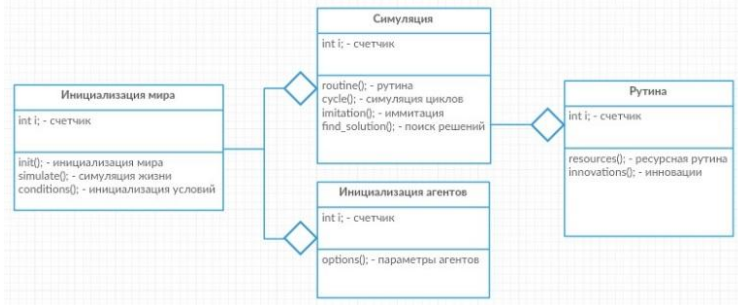 Инициализация мира
int i; - счетчик
init(); - инициализация мира
simulate(); - симуляция жизни
conditions(); - инициализация условий
Симуляция
int i; - счетчик
routine(); - рутина
cycle(); - симуляция циклов
imitation(); - иммитация
find_solution(); - поиск решений
Инициализация агентов
int i; - счетчик
options(); - параметры агентов
Рутина
int i; - счетчик
resources(); - ресурсная рутина
innovations(); - инновации